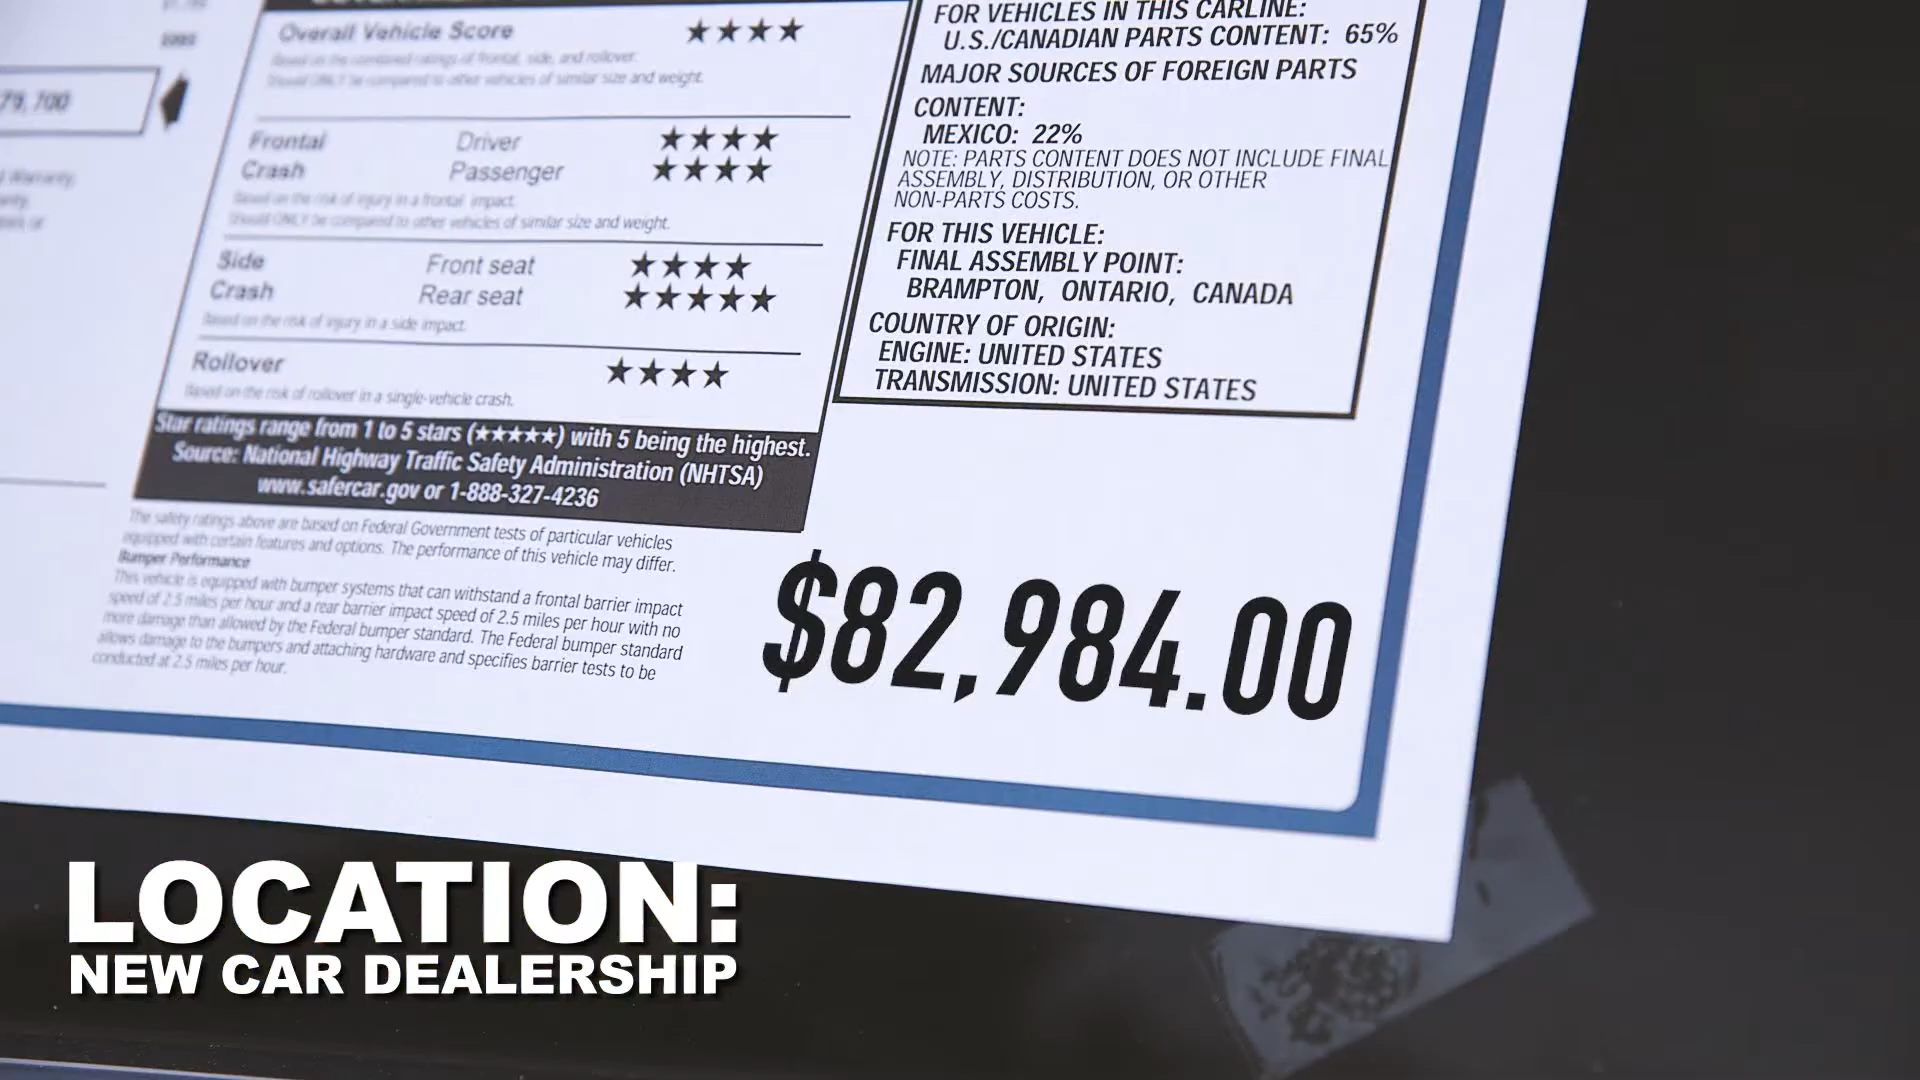 79,700
Overall Vehicle Score ★★★★
Based on the combined ratings of frontal, side, and rollover.
Should ONLY be compared to other vehicles of similar size and weight.
Frontal Driver ★★★★
Crash Passenger ★★★★
Based on the risk of injury in a frontal impact.
Should ONLY be compared to other vehicles of similar size and weight.
Side Front seat ★★★★
Crash Rear seat ★★★★★
Based on the risk of injury in a side impact.
Rollover ★★★★
Based on the risk of rollover in a single-vehicle crash.
Star ratings range from 1 to 5 stars (★★★★★) with 5 being the highest.
Source: National Highway Traffic Safety Administration (NHTSA)
www.safercar.gov or 1-888-327-4236
The safety ratings above are based on Federal Government tests of particular vehicles
equipped with certain features and options. The performance of this vehicle may differ.
Bumper Performance
This vehicle is equipped with bumper systems that can withstand a frontal barrier impact
speed of 2.5 miles per hour and a rear barrier impact speed of 2.5 miles per hour with no
more damage than allowed by the Federal bumper standard. The Federal bumper standard
allows damage to the bumpers and attaching hardware and specifies barrier tests to be
conducted at 2.5 miles per hour.
FOR VEHICLES IN THIS CARLINE:
U.S./CANADIAN PARTS CONTENT: 65%
MAJOR SOURCES OF FOREIGN PARTS
CONTENT:
MEXICO: 22%
NOTE: PARTS CONTENT DOES NOT INCLUDE FINAL
ASSEMBLY, DISTRIBUTION, OR OTHER
NON-PARTS COSTS.
FOR THIS VEHICLE:
FINAL ASSEMBLY POINT:
BRAMPTON, ONTARIO, CANADA
COUNTRY OF ORIGIN:
ENGINE: UNITED STATES
TRANSMISSION: UNITED STATES
$82,984.00
LOCATION:
NEW CAR DEALERSHIP